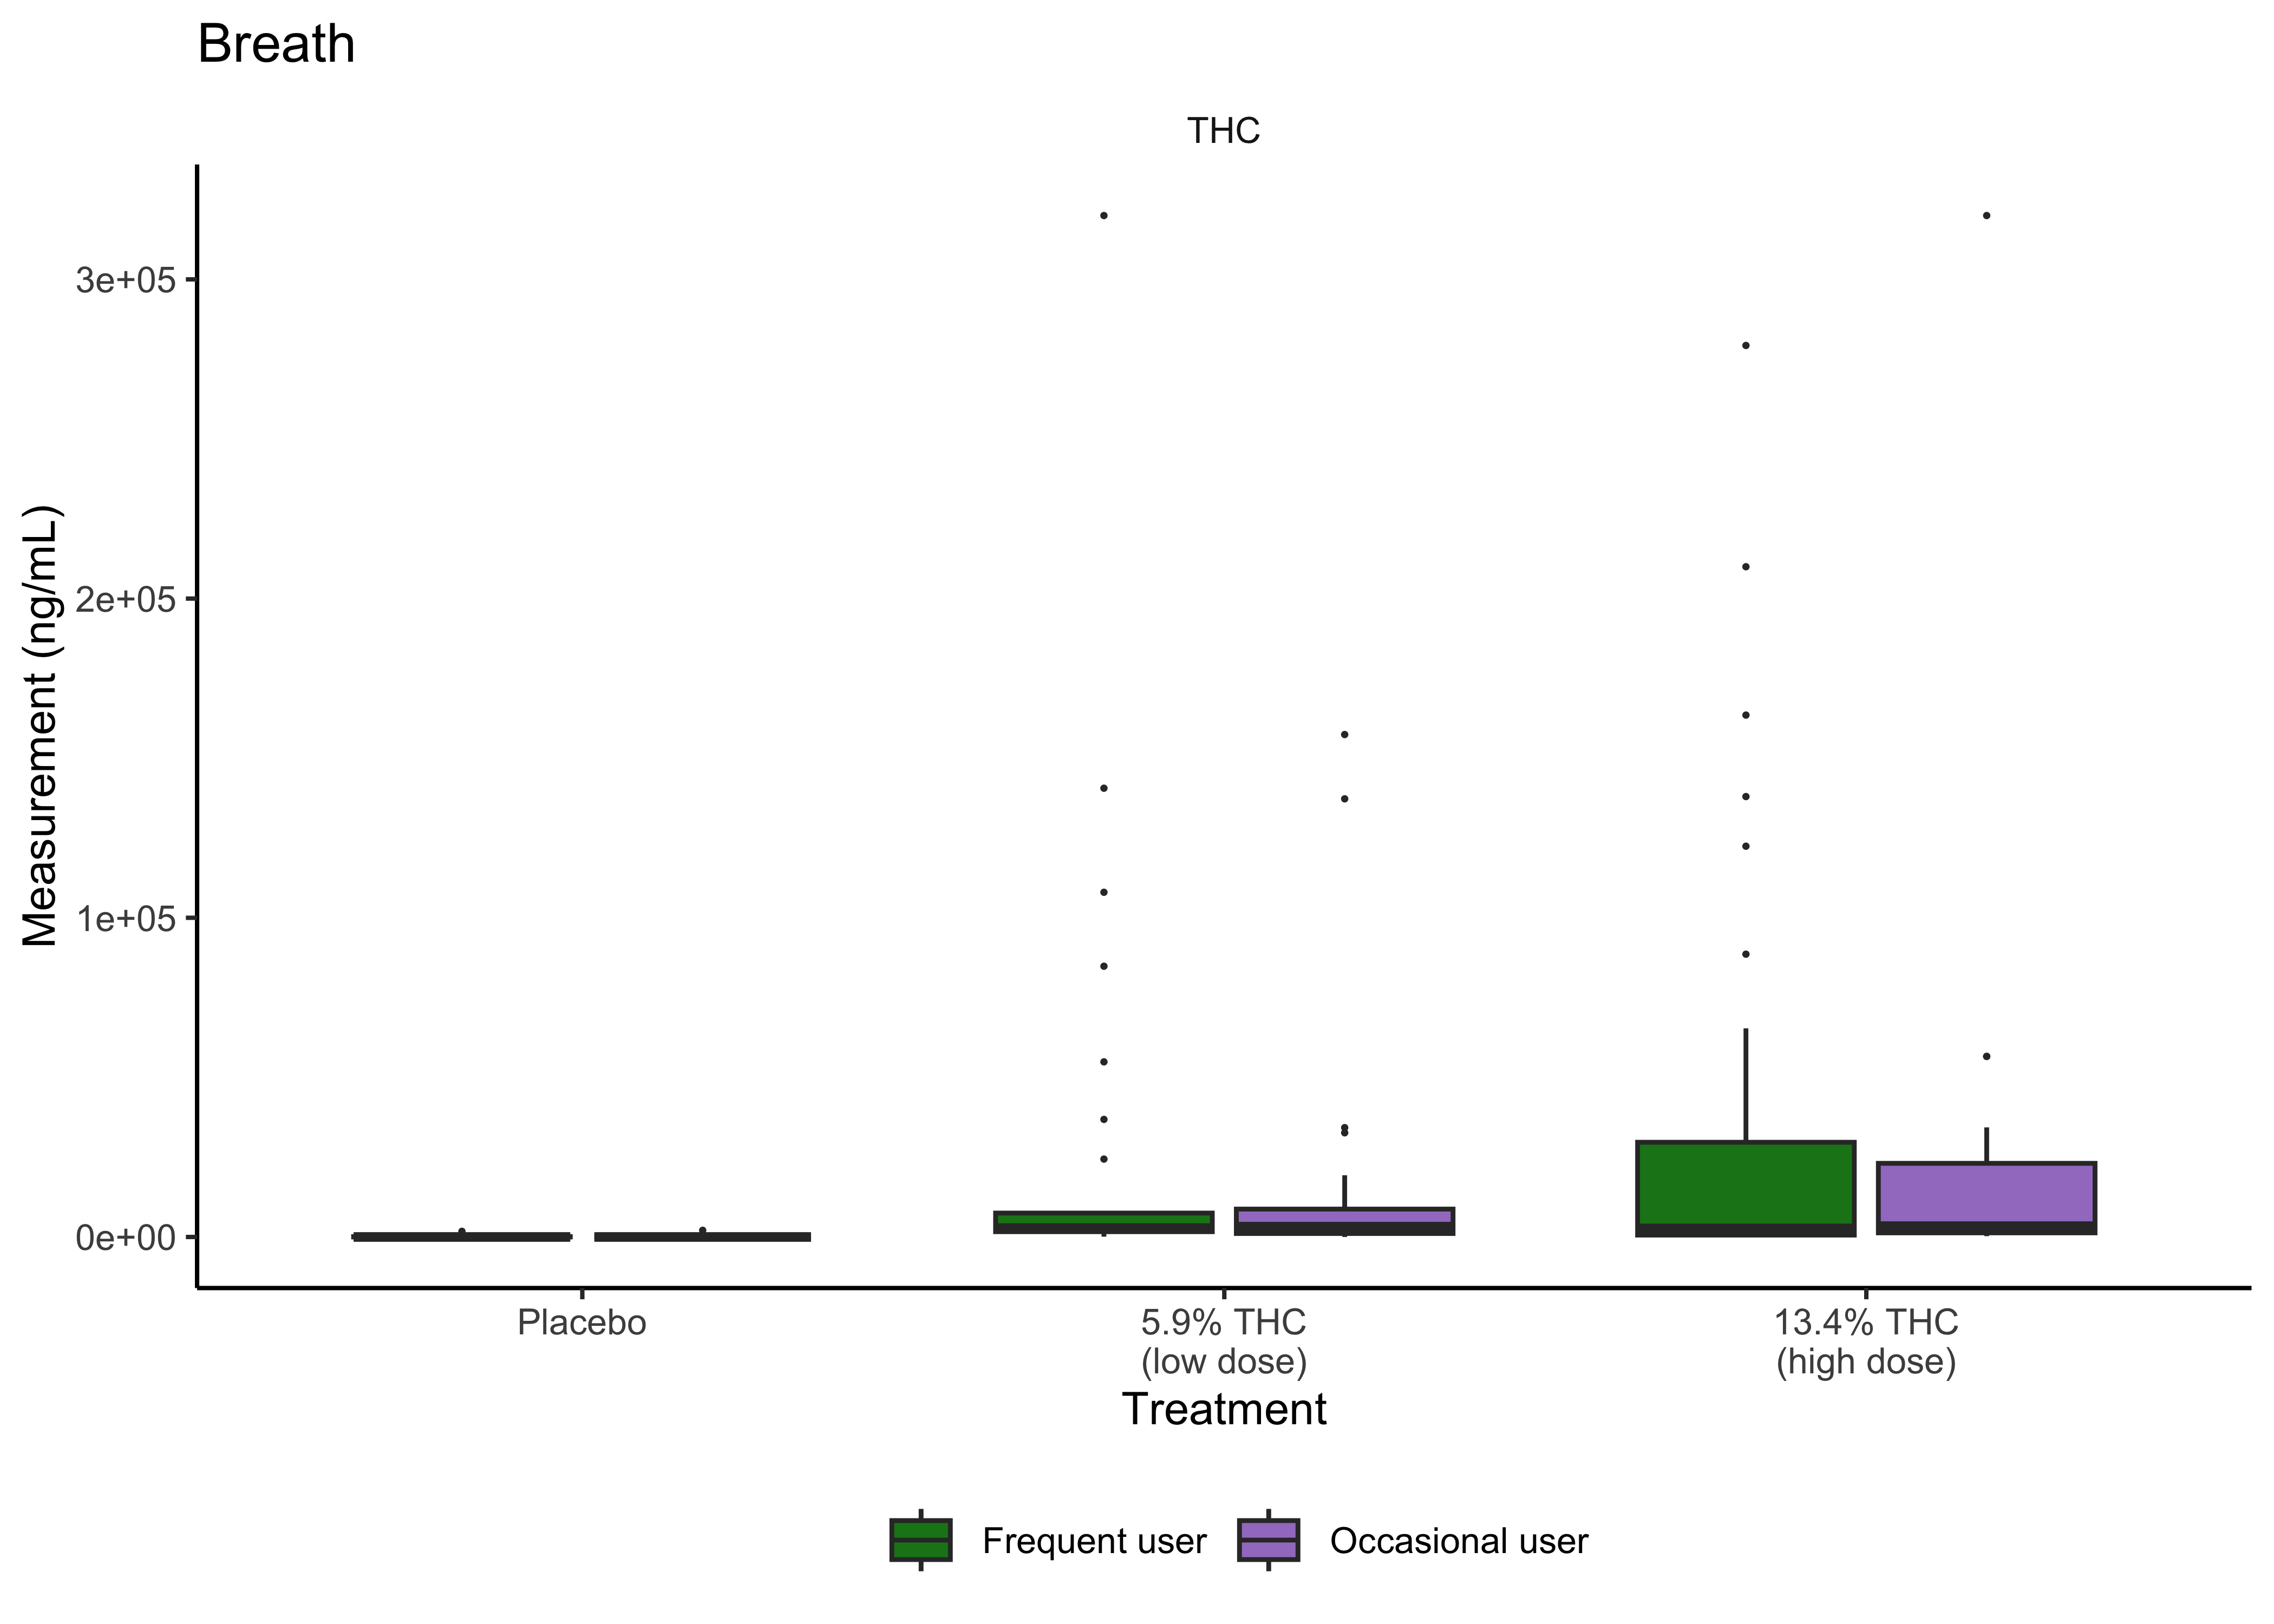 Breath
THC
Measurement (ng/mL)
3e+05
2e+05
1e+05
0e+00
Placebo
5.9% THC
(low dose)
13.4% THC
(high dose)
Treatment
Frequent user
Occasional user